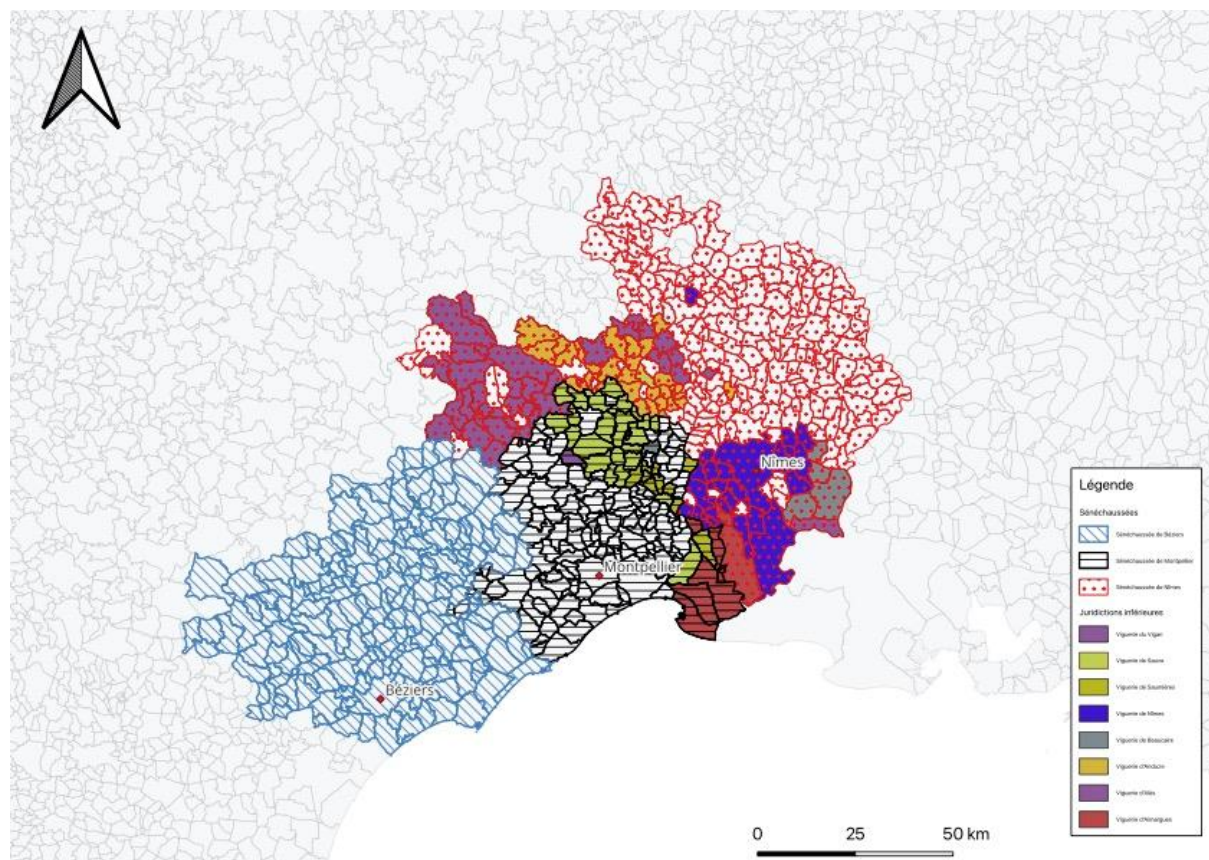 Nîmes
Montpellier
Béziers
Légende
Sénéchaussées
Sénéchaussée de Béziers
Sénéchaussée de Montpellier
Sénéchaussée de Nîmes
Juridictions inférieures
Viguerie du Vigan
Viguerie de Sauve
Viguerie de Sommières
Viguerie de Nîmes
Viguerie de Beaucaire
Viguerie d'Anduze
Viguerie d'Alès
Viguerie d'Aimargues
0 25 50 km